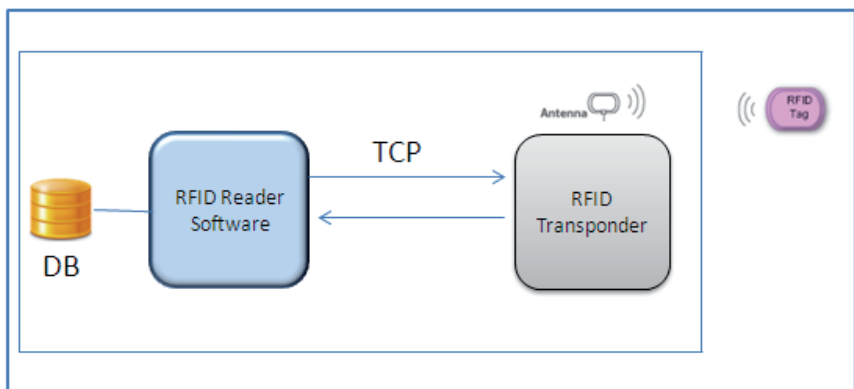 RFID
Tag
Antenna
TCP
RFID Reader
Software
RFID
Transponder
DB